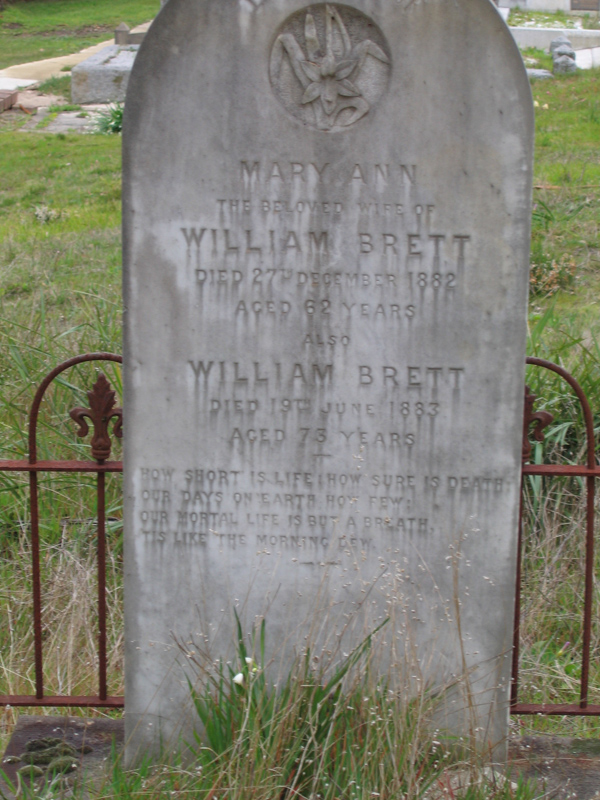 MARY ANN
THE BELOVED WIFE OF
WILLIAM BRETT
DIED 27TH DECEMBER 1882
AGED 62 YEARS
ALSO
WILLIAM BRETT
DIED 19TH JUNE 1883
AGED 73 YEARS
HOW SHORT IS LIFE! HOW SURE IS DEATH.
OUR DAYS ON EARTH HOW FEW;
OUR MORTAL LIFE IS BUT A BREATH,
'TIS LIKE THE MORNING DEW.